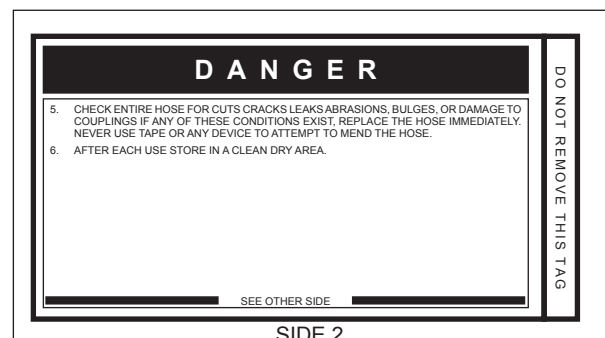 DANGER
5. CHECK ENTIRE HOSE FOR CUTS CRACKS LEAKS ABRASIONS, BULGES, OR DAMAGE TO
COUPLINGS IF ANY OF THESE CONDITIONS EXIST, REPLACE THE HOSE IMMEDIATELY.
NEVER USE TAPE OR ANY DEVICE TO ATTEMPT TO MEND THE HOSE.
6. AFTER EACH USE STORE IN A CLEAN DRY AREA.
SEE OTHER SIDE
DO NOT REMOVE THIS TAG
SIDE 2